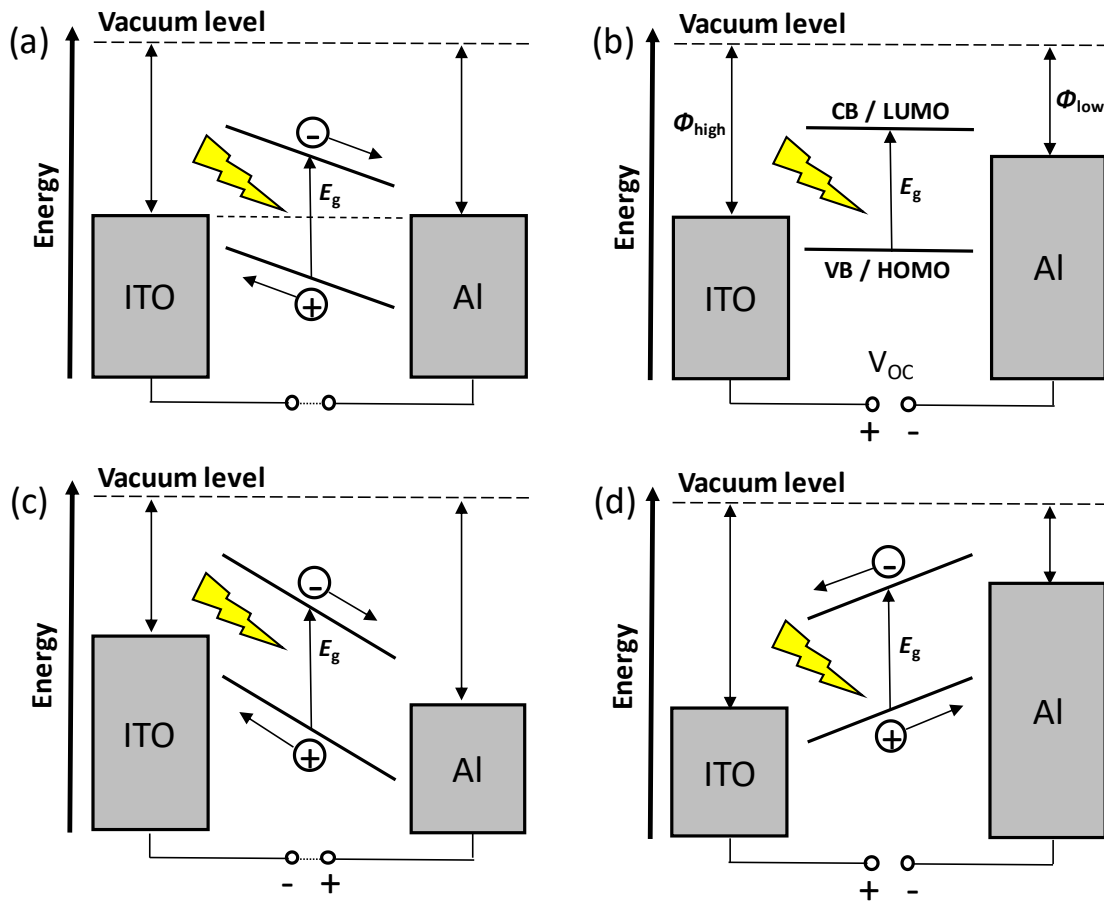 (a)
Vacuum level
Energy
-
E_g
+
ITO
Al
(b)
Vacuum level
Energy
Φ_high
Φ_low
CB / LUMO
E_g
VB / HOMO
ITO
Al
V_OC
+ -
(c)
Vacuum level
Energy
-
E_g
+
ITO
Al
- +
(d)
Vacuum level
Energy
-
E_g
+
ITO
Al
+ -